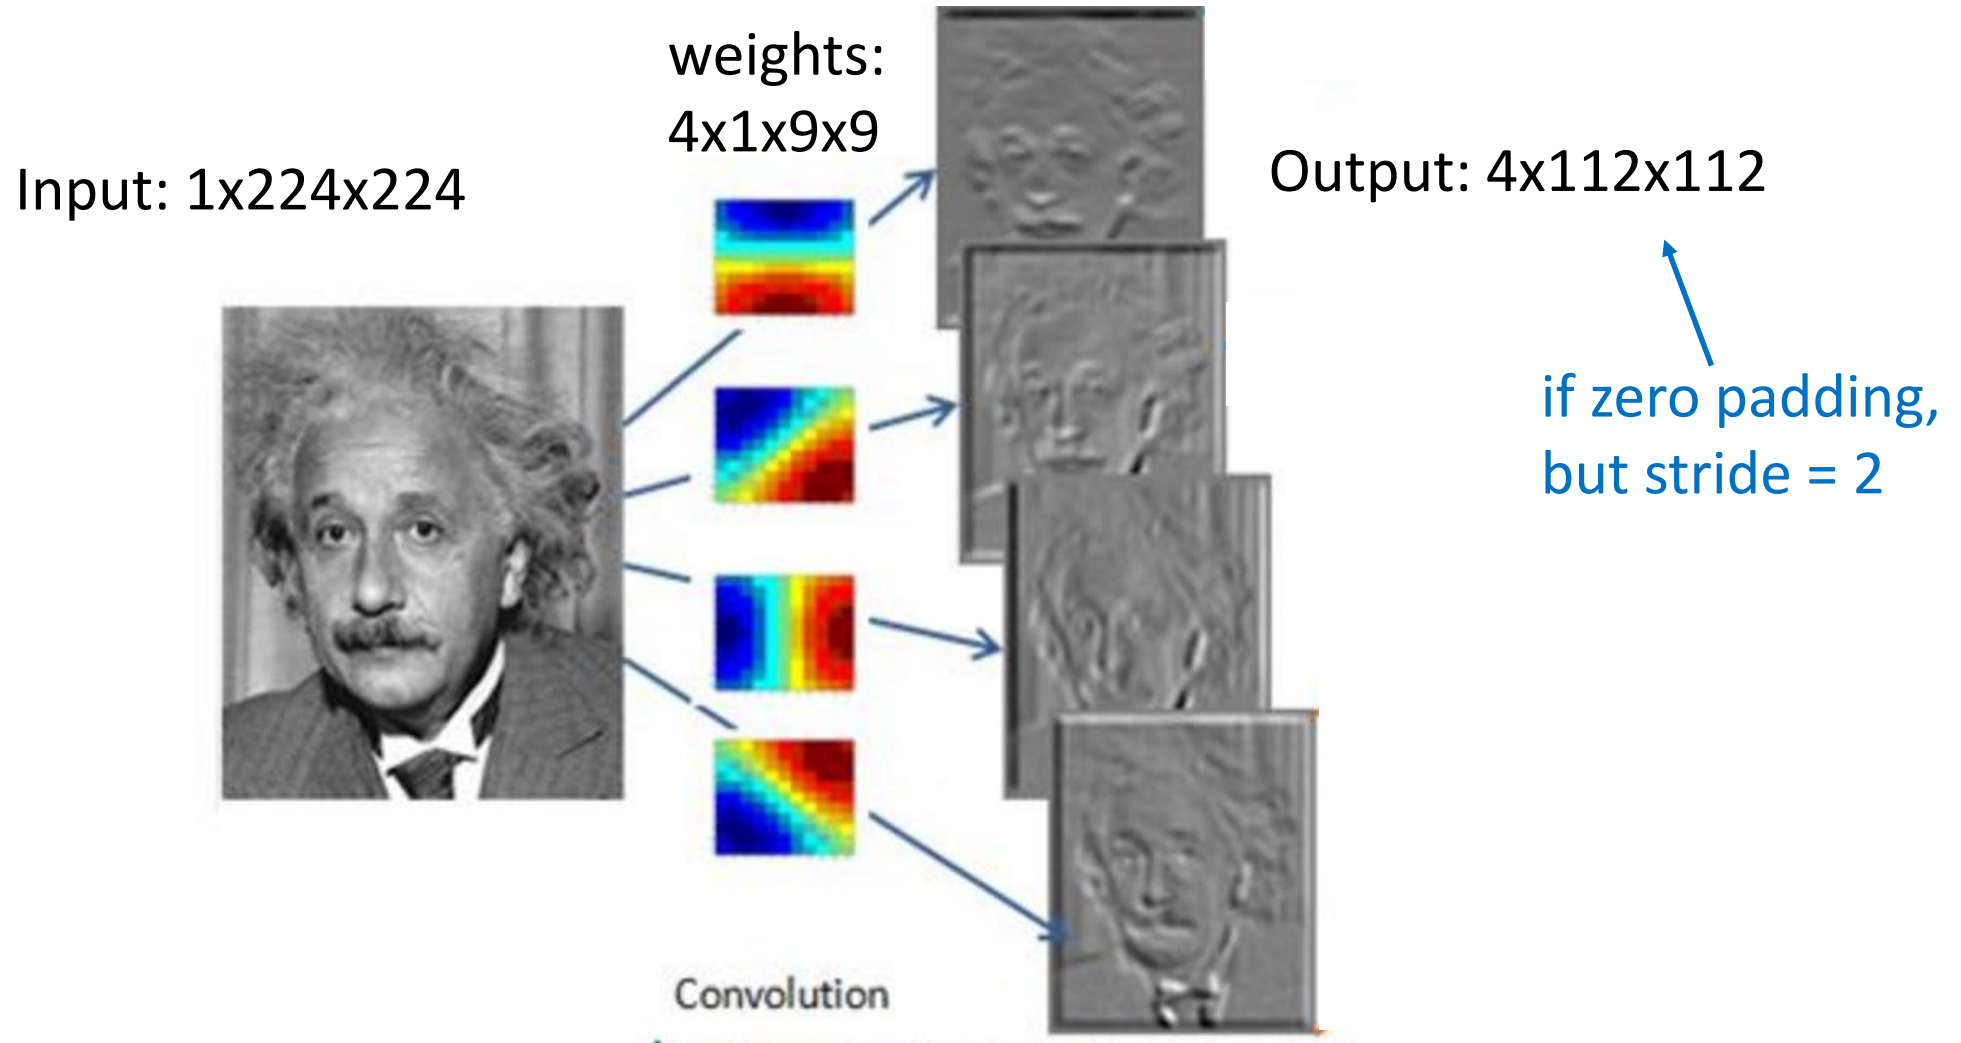 weights:
4x1x9x9
Input: 1x224x224
Output: 4x112x112
if zero padding,
but stride = 2
Convolution